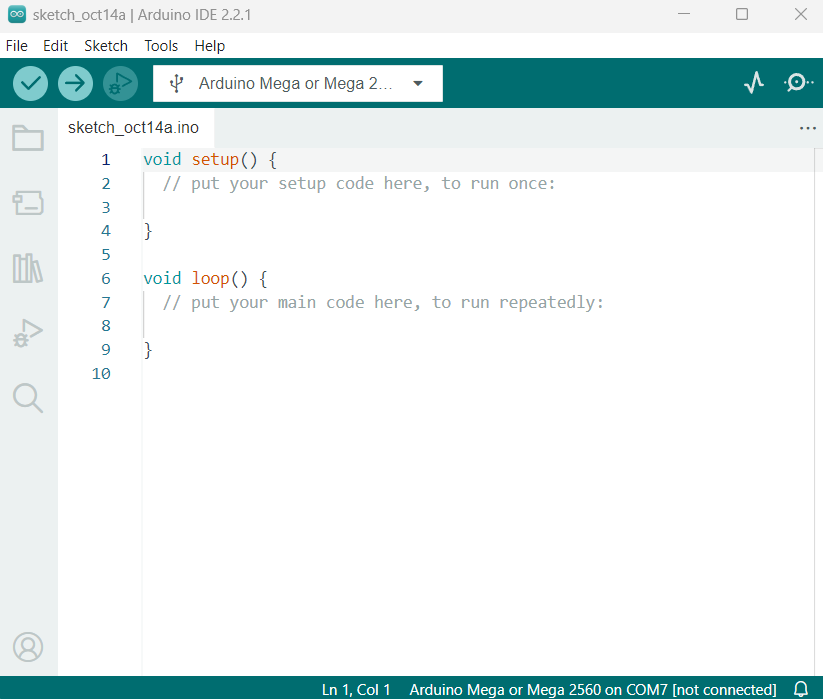 sketch_oct14a | Arduino IDE 2.2.1
File Edit Sketch Tools Help
Arduino Mega or Mega 2...
sketch_oct14a.ino
1 void setup() {
2 // put your setup code here, to run once:
3
4 }
5
6 void loop() {
7 // put your main code here, to run repeatedly:
8
9 }
10
Ln 1, Col 1 Arduino Mega or Mega 2560 on COM7 [not connected]